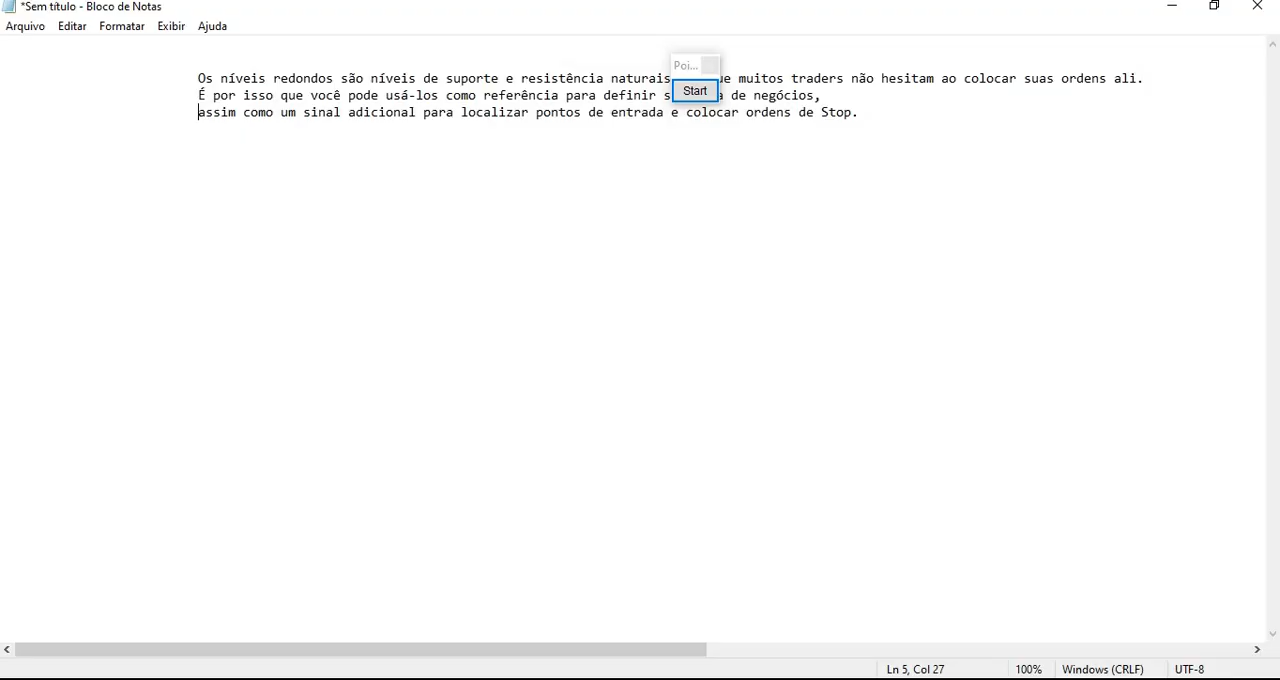 *Sem título - Bloco de Notas
Arquivo Editar Formatar Exibir Ajuda
Poi...
Os níveis redondos são níveis de suporte e resistência naturais ue muitos traders não hesitam ao colocar suas ordens ali.
Start
É por isso que você pode usá-los como referência para definir s a de negócios,
assim como um sinal adicional para localizar pontos de entrada e colocar ordens de Stop.
Ln 5, Col 27 100% Windows (CRLF) UTF-8